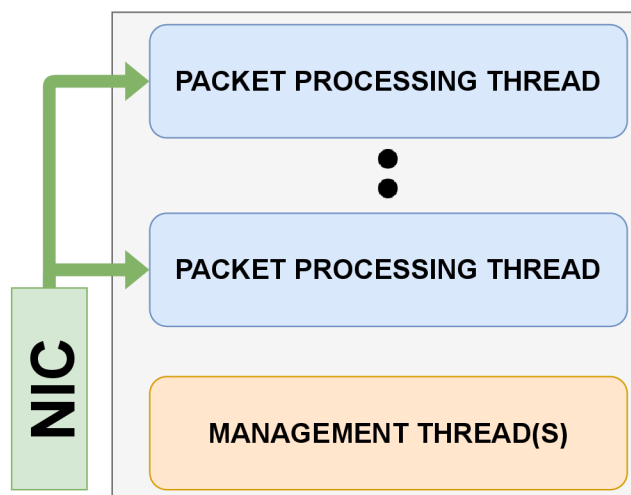 PACKET PROCESSING THREAD
PACKET PROCESSING THREAD
NIC
MANAGEMENT THREAD(S)